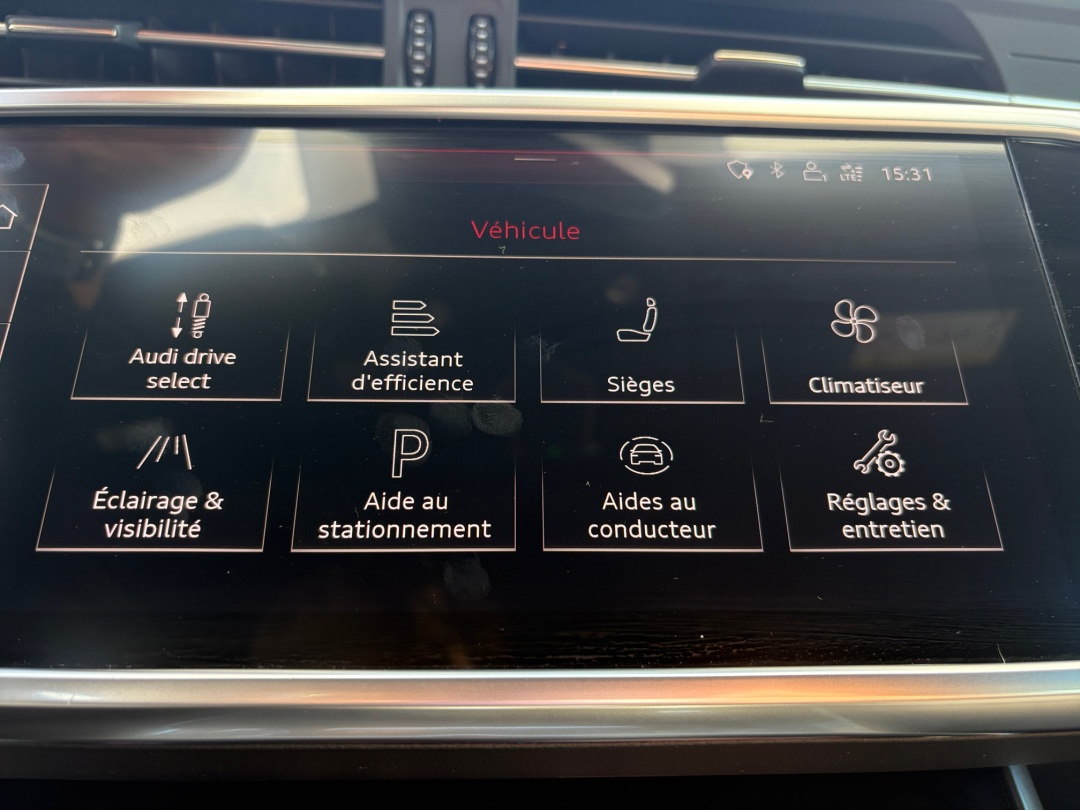 LTE 15:31
Véhicule
Audi drive
select
Assistant
d'efficience
Sièges
Climatiseur
Éclairage &
visibilité
P
Aide au
stationnement
Aides au
conducteur
Réglages &
entretien